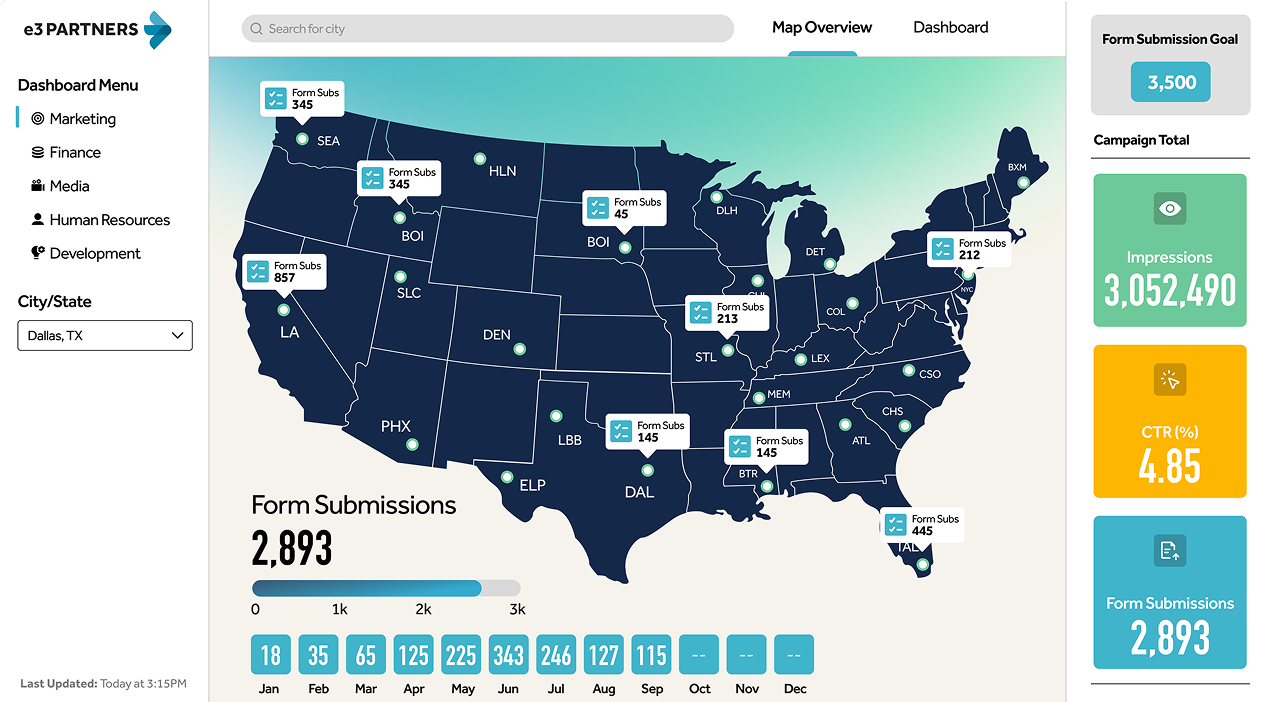 e3 PARTNERS
Dashboard Menu
Marketing
Finance
Media
Human Resources
Development
City/State
Dallas, TX
Last Updated: Today at 3:15PM
Search for city
Map Overview
Dashboard
Form Subs
345
SEA
HLN
Form Subs
345
BOI
Form Subs
45
BOI
DLH
BXM
DET
Form Subs
212
NYC
Form Subs
857
LA
SLC
DEN
Form Subs
213
STL
COL
LEX
CSO
MEM
CHS
ATL
PHX
LBB
ELP
Form Subs
145
DAL
Form Subs
145
BTR
Form Subs
445
Form Submissions
2,893
0 1k 2k 3k
18 35 65 125 225 343 246 127 115 -- -- --
Jan Feb Mar Apr May Jun Jul Aug Sep Oct Nov Dec
Form Submission Goal
3,500
Campaign Total
Impressions
3,052,490
CTR (%)
4.85
Form Submissions
2,893